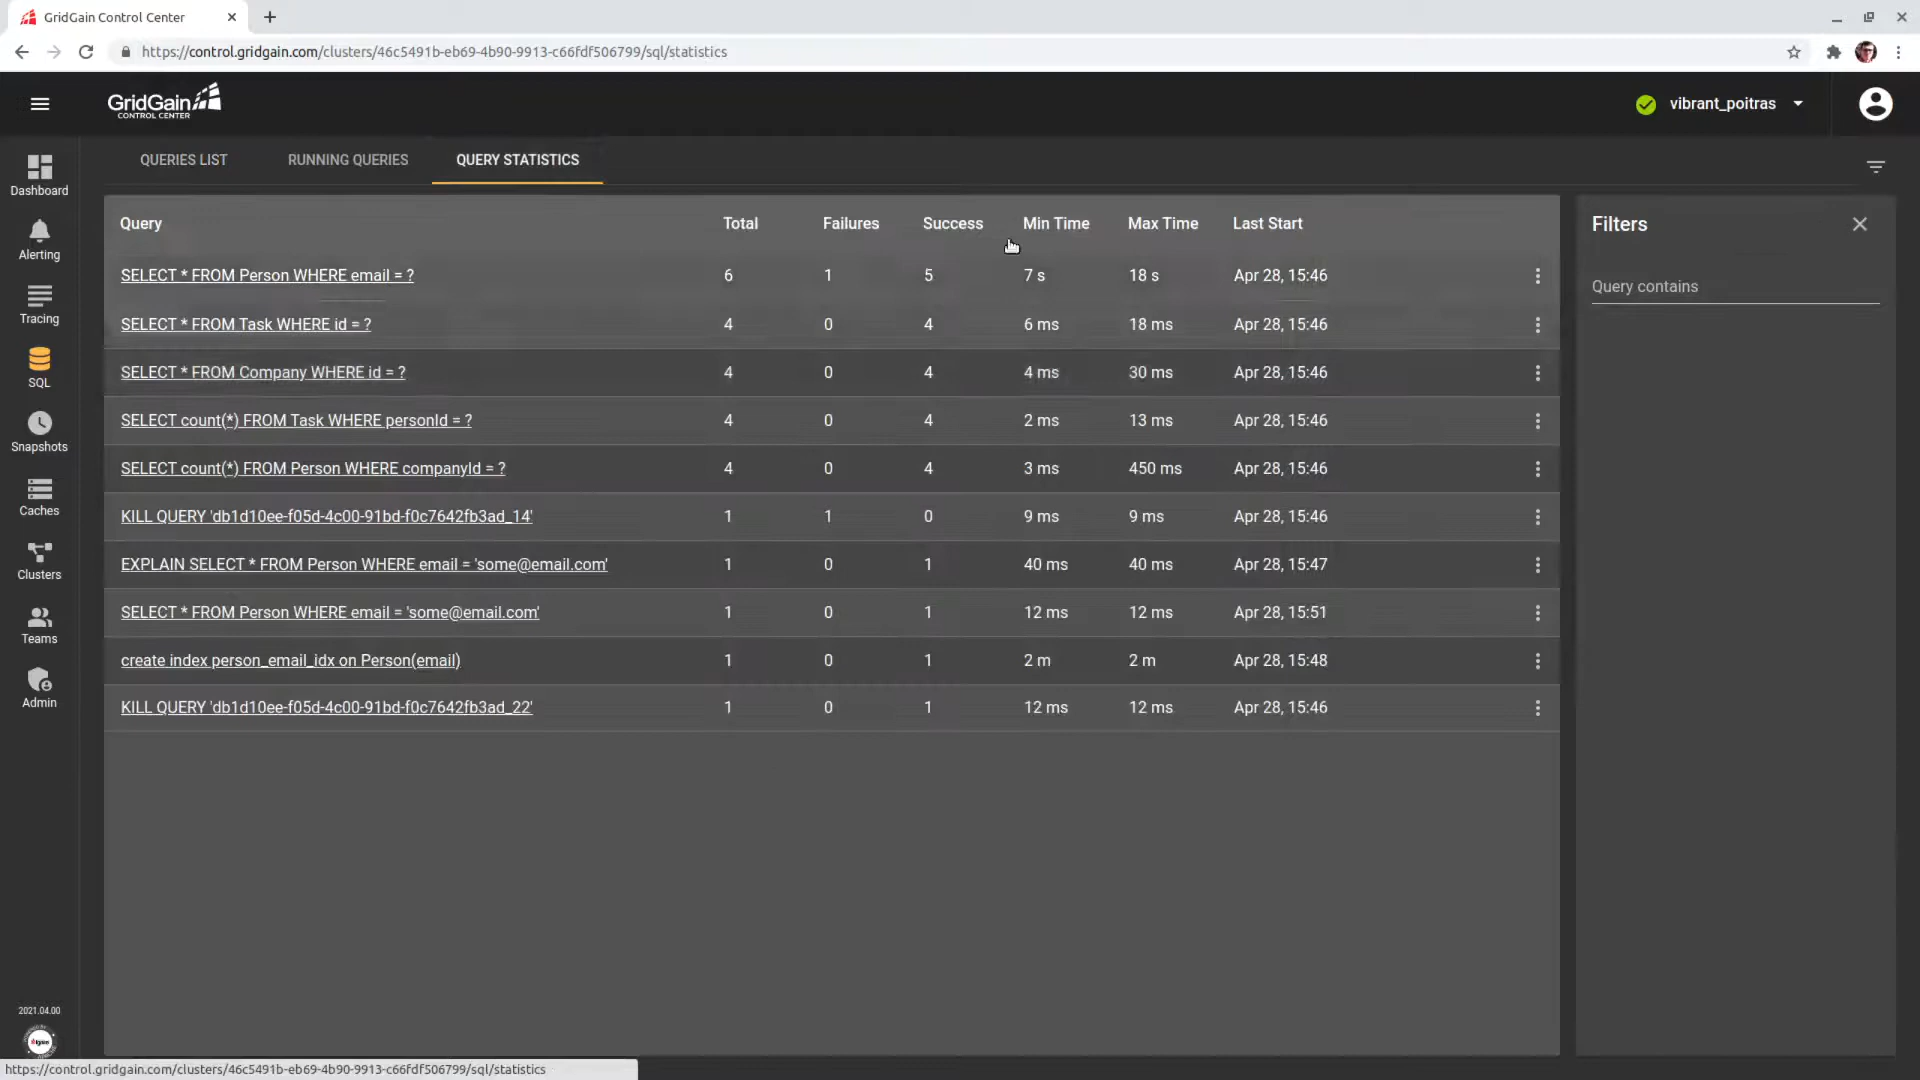 GridGain Control Center
https://control.gridgain.com/clusters/46c5491b-eb69-4b90-9913-c66fdf506799/sql/statistics
GridGain
CONTROL CENTER
vibrant_poitras
QUERIES LIST RUNNING QUERIES QUERY STATISTICS
Dashboard
Alerting
Tracing
SQL
Snapshots
Caches
Clusters
Teams
Admin
2021.04.00
Query Total Failures Success Min Time Max Time Last Start
SELECT * FROM Person WHERE email = ? 6 1 5 7 s 18 s Apr 28, 15:46
SELECT * FROM Task WHERE id = ? 4 0 4 6 ms 18 ms Apr 28, 15:46
SELECT * FROM Company WHERE id = ? 4 0 4 4 ms 30 ms Apr 28, 15:46
SELECT count(*) FROM Task WHERE personId = ? 4 0 4 2 ms 13 ms Apr 28, 15:46
SELECT count(*) FROM Person WHERE companyId = ? 4 0 4 3 ms 450 ms Apr 28, 15:46
KILL QUERY 'db1d10ee-f05d-4c00-91bd-f0c7642fb3ad_14' 1 1 0 9 ms 9 ms Apr 28, 15:46
EXPLAIN SELECT * FROM Person WHERE email = 'some@email.com' 1 0 1 40 ms 40 ms Apr 28, 15:47
SELECT * FROM Person WHERE email = 'some@email.com' 1 0 1 12 ms 12 ms Apr 28, 15:51
create index person_email_idx on Person(email) 1 0 1 2 m 2 m Apr 28, 15:48
KILL QUERY 'db1d10ee-f05d-4c00-91bd-f0c7642fb3ad_22' 1 0 1 12 ms 12 ms Apr 28, 15:46
Filters
Query contains
https://control.gridgain.com/clusters/46c5491b-eb69-4b90-9913-c66fdf506799/sql/statistics